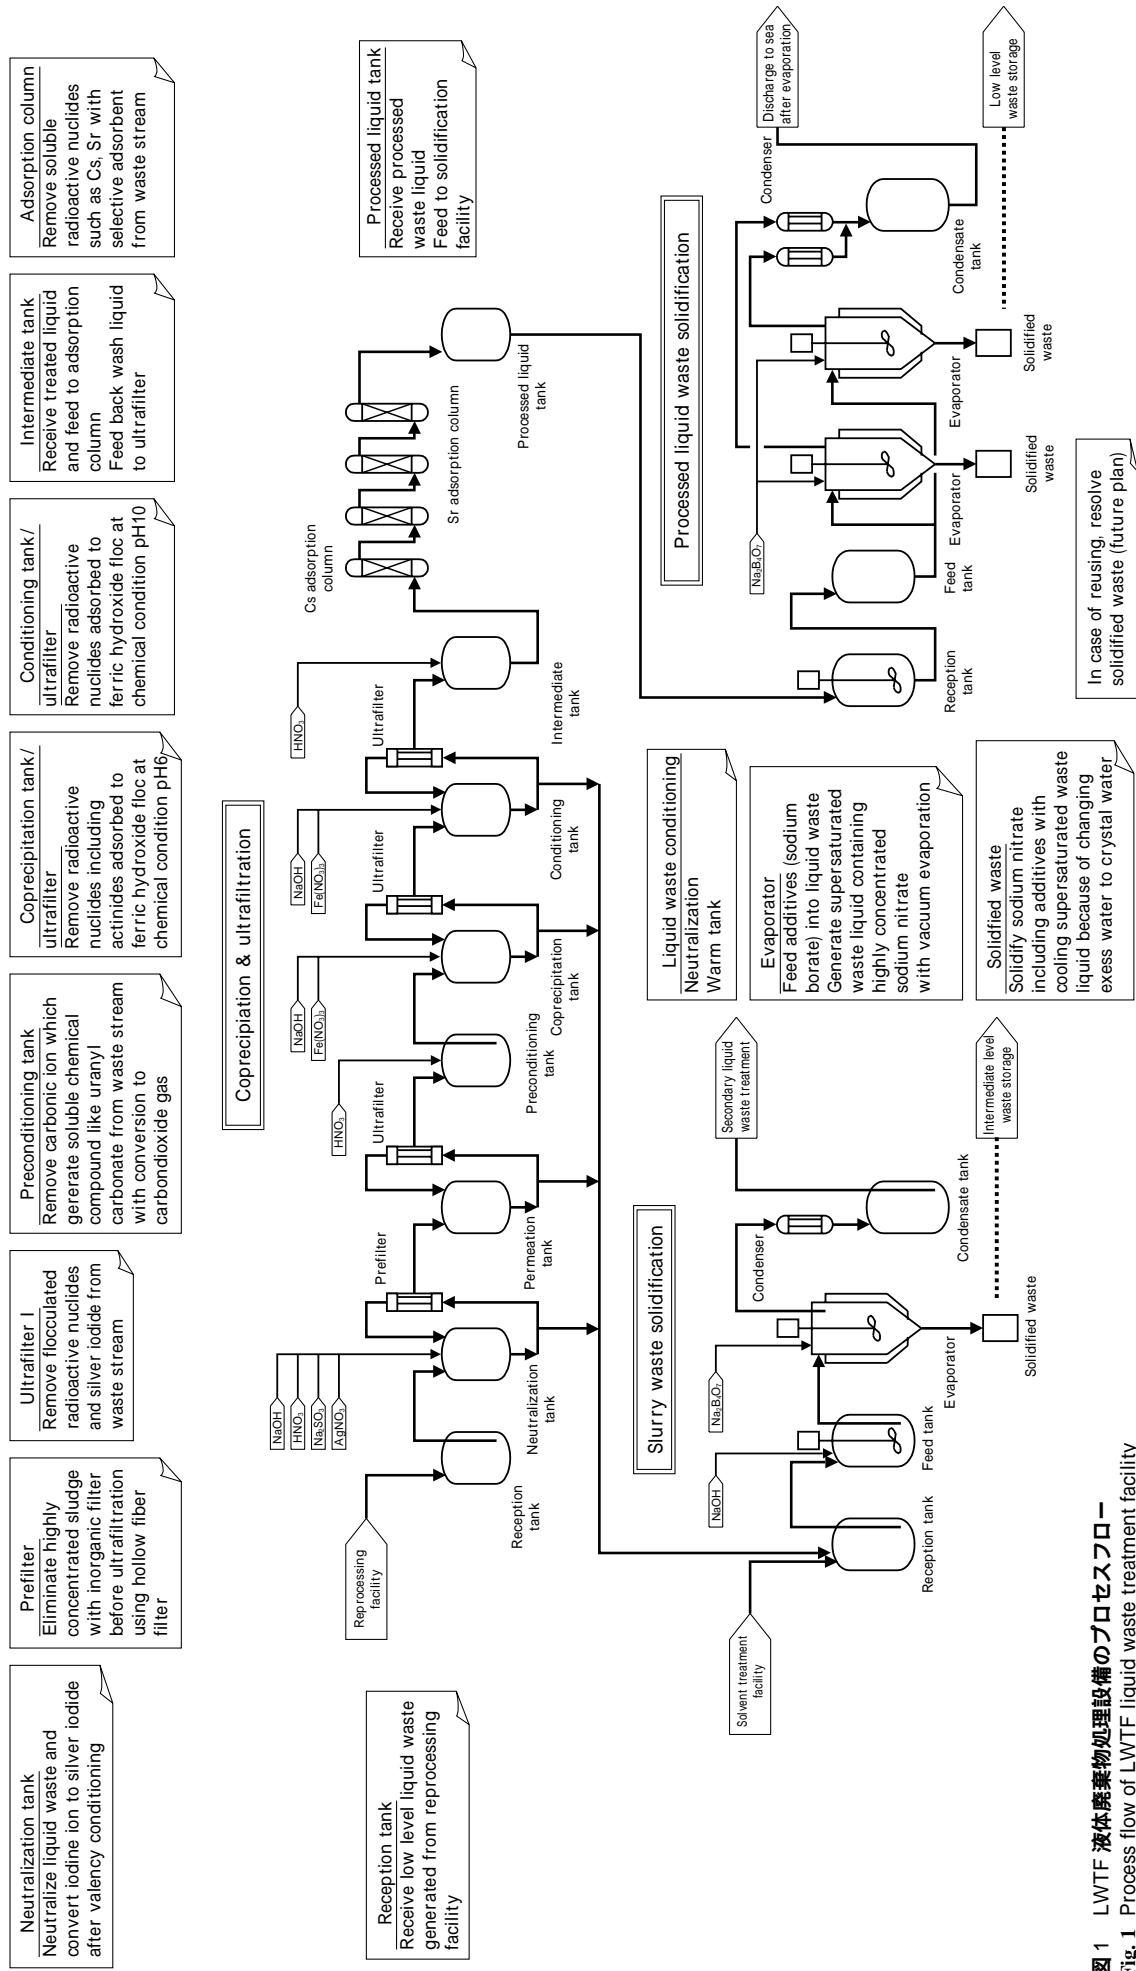 Neutralization tank
Neutralize liquid waste and
convert iodine ion to silver iodide
after valency conditioning
Prefilter
Eliminate highly
concentrated sludge
with inorganic filter
before ultrafiltration
using hollow fiber
filter
Ultrafilter I
Remove flocculated
radioactive nuclides
and silver iodide from
waste stream
Preconditioning tank
Remove carbonic ion which
gererate soluble chemical
compound like uranyl
carbonate from waste stream
with conversion to
carbondioxide gas
Coprecipitation tank/
ultrafilter
Remove radioactive
nuclides including
actinides adsorbed to
ferric hydroxide floc at
chemical condition pH6
Conditioning tank/
ultrafilter
Remove radioactive
nuclides adsorbed to
ferric hydroxide floc at
chemical condition pH10
Intermediate tank
Receive treated liquid
and feed to adsorption
column
Feed back wash liquid
to ultrafilter
Adsorption column
Remove soluble
radioactive nuclides
such as Cs, Sr with
selective adsorbent
from waste stream
Coprecipiation & ultrafiltration
Reception tank
Receive low level liquid waste
generated from reprocessing
facility
Reprocessing
facility
Reception
tank
NaOH
HNO₃
Na₂SO₃
AgNO₃
Neutralization
tank
Prefilter
Permeation
tank
Ultrafilter
HNO₃
Preconditioning
tank
NaOH
Fe(NO₃)₃
Coprocipitation
tank
Ultrafilter
NaOH
Fe(NO₃)₃
Conditioning
tank
Ultrafilter
HNO₃
Intermediate
tank
Cs adsorption
column
Sr adsorption column
Processed liquid
tank
Processed liquid tank
Receive processed
waste liquid
Feed to solidification
facility
Slurry waste solidification
Solvent treatment
facility
Reception tank
NaOH
Feed tank
Na₂B₄O₇
Evaporator
Solidified waste
Condenser
Condensate tank
Secondary liquid
waste treatment
Intermediate level
waste storage
Liquid waste conditioning
Neutralization
Warm tank
Evaporator
Feed additives (sodium
borate) into liquid waste
Generate supersaturated
waste liquid containing
highly concentrated
sodium nitrate
with vacuum evaporation
Solidfied waste
Solidify sodium nitrate
including additives with
cooling supersaturated waste
liquid because of changing
exess water to crystal water
Processed liquid waste solidification
Reception
tank
Feed
tank
Na₂B₄O₇
Evaporator
Solidified
waste
Evaporator
Solidified
waste
Condenser
Condensate
tank
Discharge to sea
after evaporation
Low level
waste storage
In case of reusing, resolve
solidified waste (future plan)
図 1 LWTF 液体廃棄物処理設備のプロセスフロー
Fig. 1 Process flow of LWTF liquid waste treatment facility